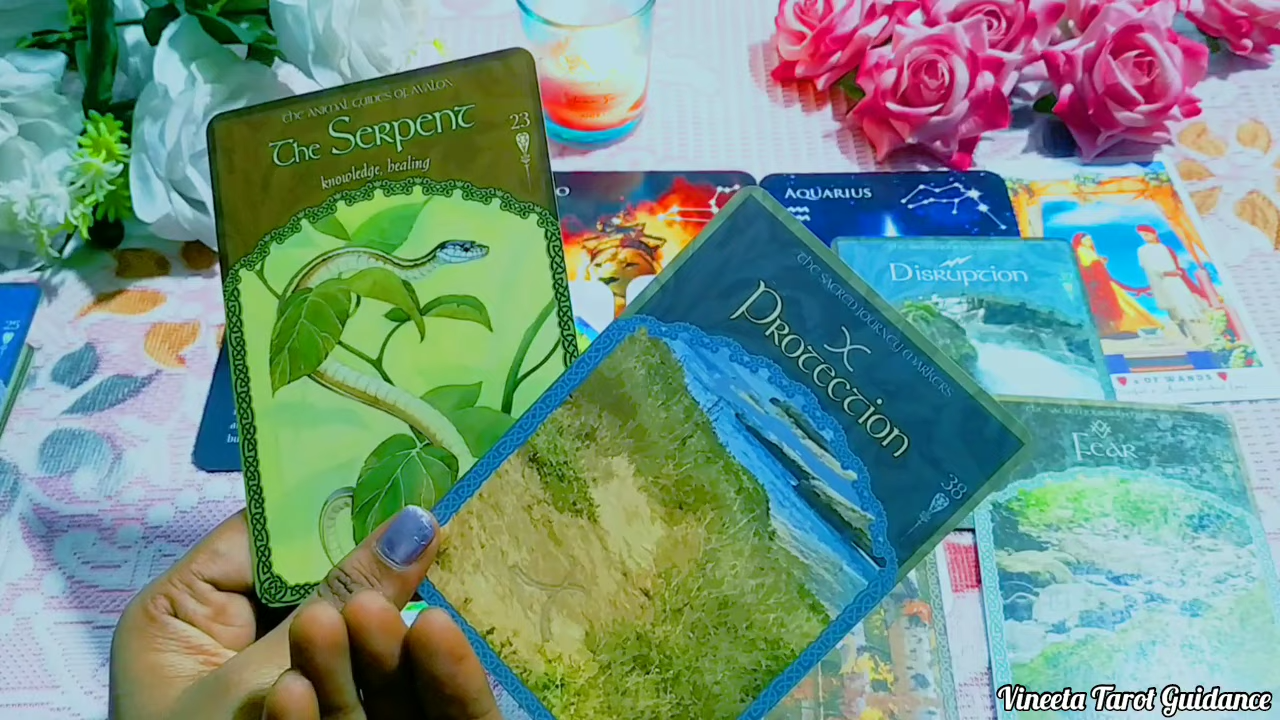 the ANIMAL GUIDES OF AVALON
The Serpent
23
knowledge, healing
O
AQUARIUS
Disruption
the SACRED JOURNEY MARKERS
Protection
38
OF WANDS
Fear
25
Vineeta Tarot Guidance